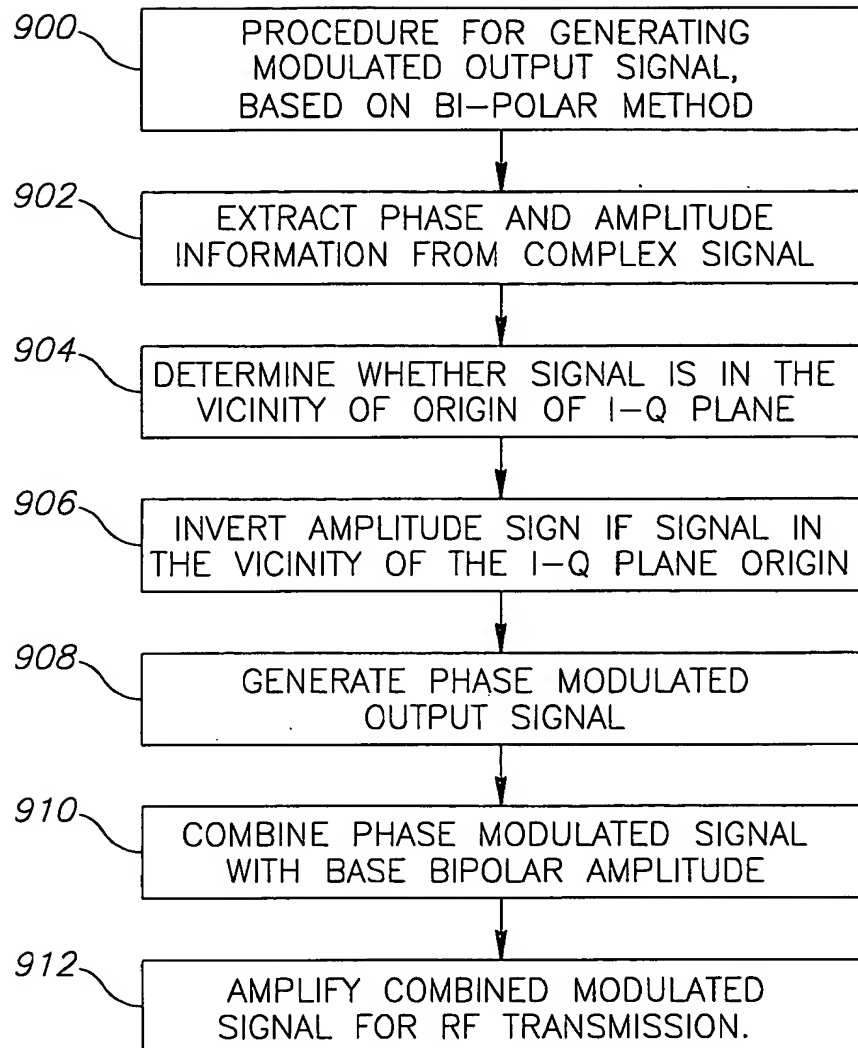 900
PROCEDURE FOR GENERATING
MODULATED OUTPUT SIGNAL,
BASED ON BI-POLAR METHOD
902
EXTRACT PHASE AND AMPLITUDE
INFORMATION FROM COMPLEX SIGNAL
904
DETERMINE WHETHER SIGNAL IS IN THE
VICINITY OF ORIGIN OF I-Q PLANE
906
INVERT AMPLITUDE SIGN IF SIGNAL IN
THE VICINITY OF THE I-Q PLANE ORIGIN
908
GENERATE PHASE MODULATED
OUTPUT SIGNAL
910
COMBINE PHASE MODULATED SIGNAL
WITH BASE BIPOLAR AMPLITUDE
912
AMPLIFY COMBINED MODULATED
SIGNAL FOR RF TRANSMISSION.